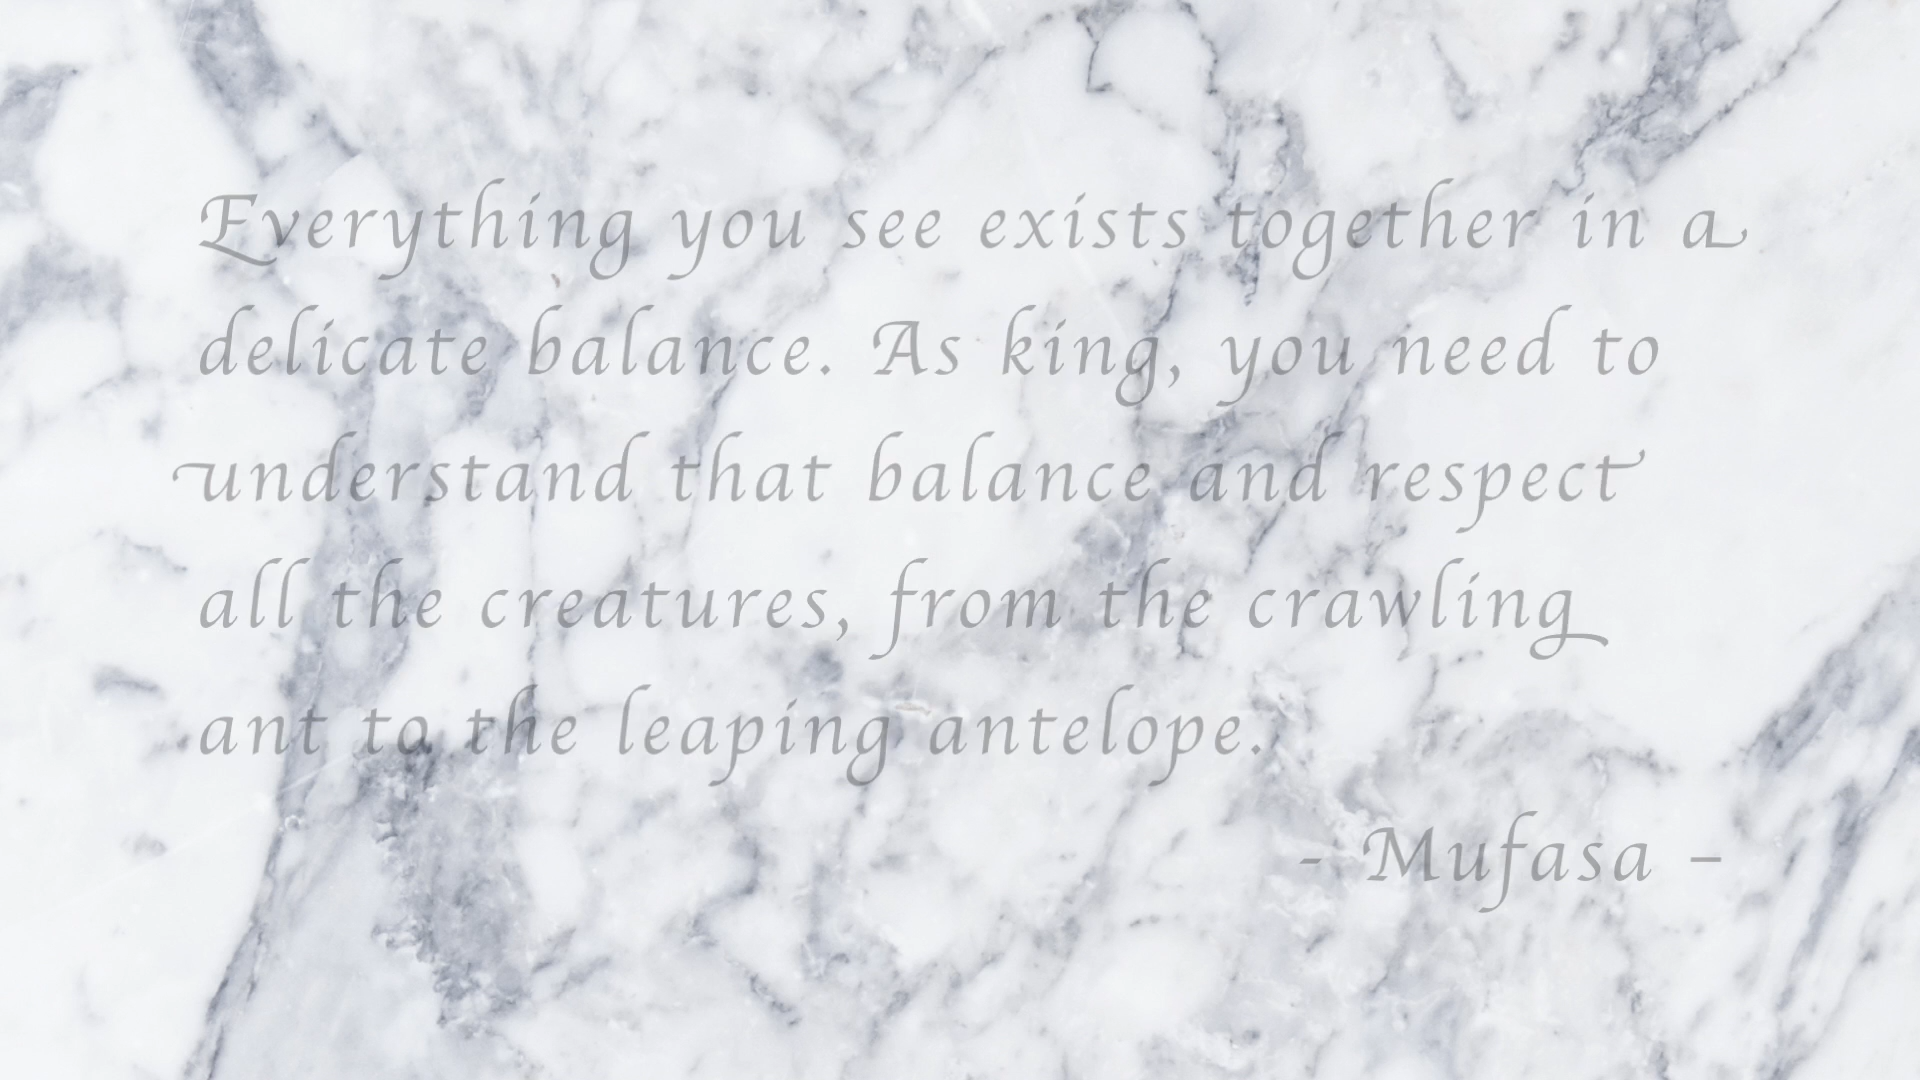 Everything you see exists together in a
delicate balance. As king, you need to
understand that balance and respect
all the creatures, from the crawling
ant to the leaping antelope.
- Mufasa –